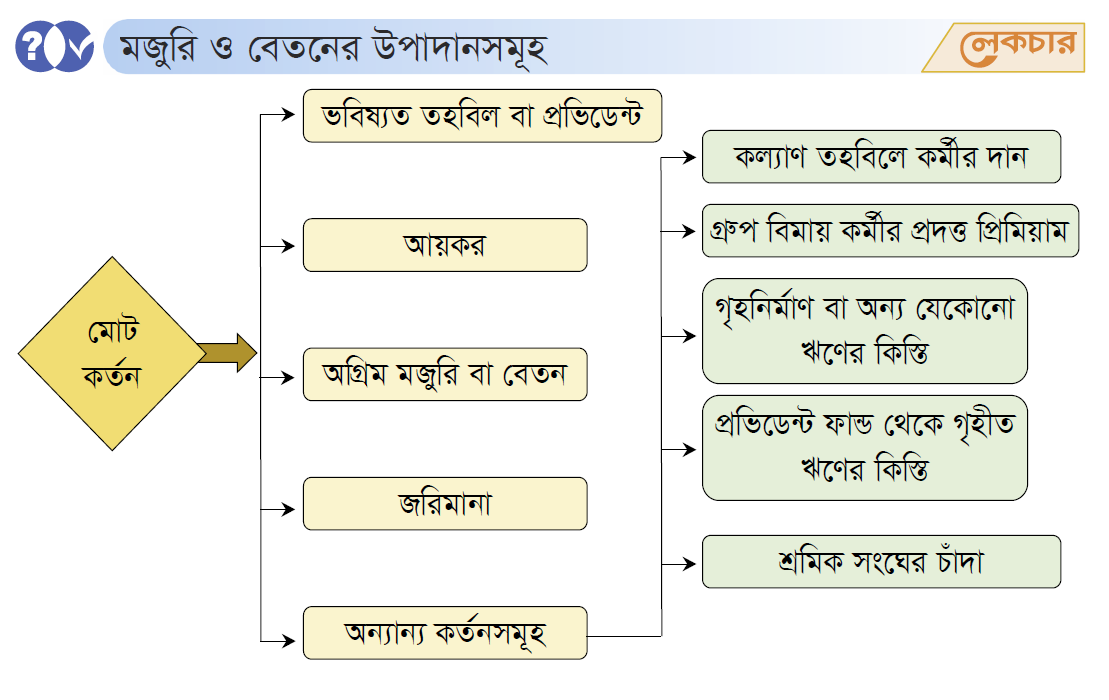 মজুরি ও বেতনের উপাদানসমূহ
লেকচার
মোট
কর্তন
ভবিষ্যত তহবিল বা প্রভিডেন্ট
আয়কর
অগ্রিম মজুরি বা বেতন
জরিমানা
অন্যান্য কর্তনসমূহ
কল্যাণ তহবিলে কর্মীর দান
গ্রুপ বিমায় কর্মীর প্রদত্ত প্রিমিয়াম
গৃহনির্মাণ বা অন্য যেকোনো
ঋণের কিস্তি
প্রভিডেন্ট ফান্ড থেকে গৃহীত
ঋণের কিস্তি
শ্রমিক সংঘের চাঁদা